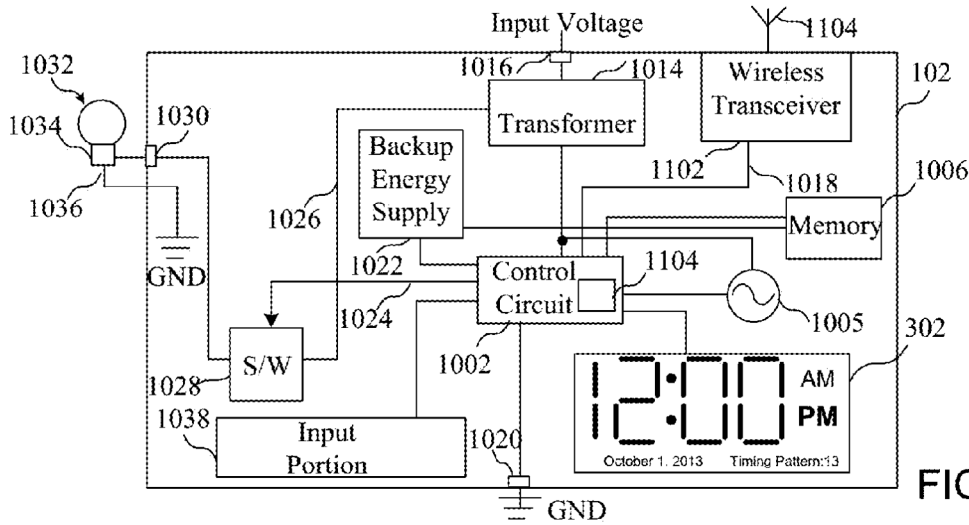 Input Voltage
1104
1032
1016
1014
Wireless
Transceiver
102
1034
1030
Transformer
Backup
Energy
Supply
1102
1018
1006
1036
1026
Memory
GND
1022
1104
Control
Circuit
1024
1005
S/W
1002
302
1028
12:00
AM
PM
1038
Input
Portion
1020
October 1, 2013
Timing Pattern:13
GND
FIG